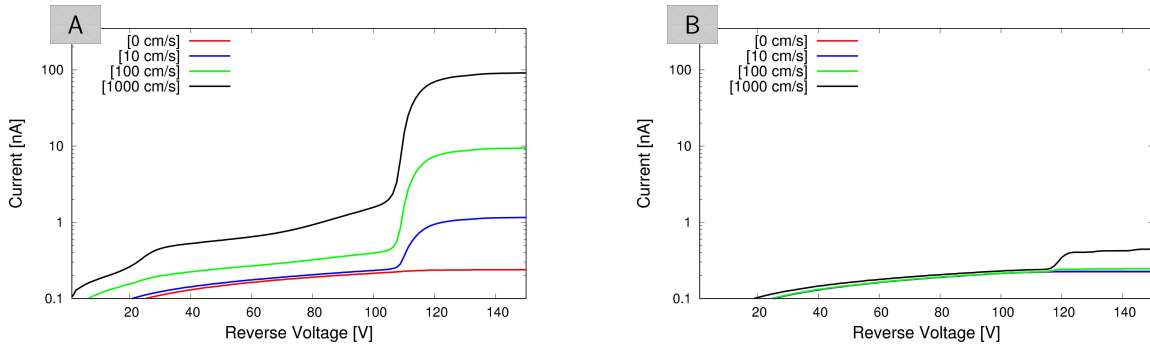 A
[0 cm/s]
[10 cm/s]
[100 cm/s]
[1000 cm/s]
100
10
1
0.1
Current [nA]
20 40 60 80 100 120 140
Reverse Voltage [V]
B
[0 cm/s]
[10 cm/s]
[100 cm/s]
[1000 cm/s]
100
10
1
0.1
Current [nA]
20 40 60 80 100 120 140
Reverse Voltage [V]